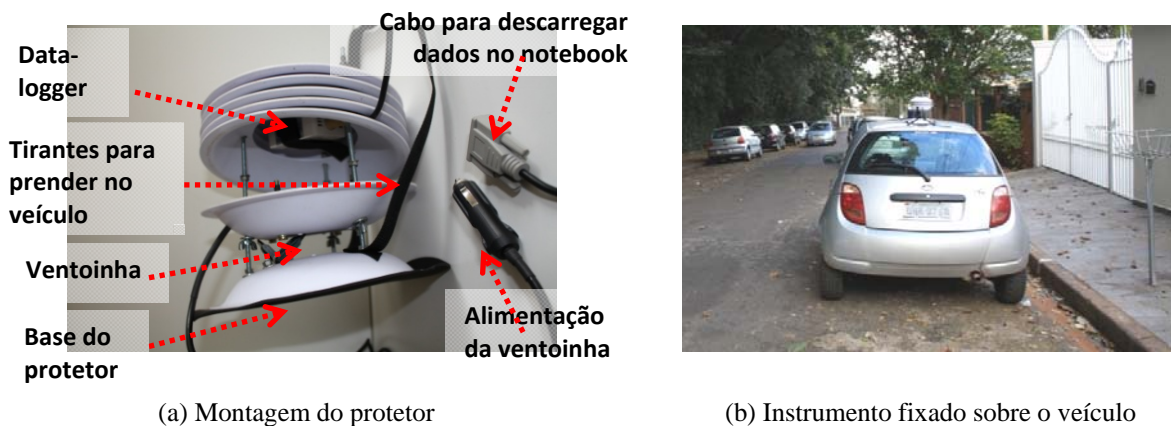 Cabo para descarregar
dados no notebook
Data-
logger
Tirantes para
prender no
veículo
Ventoinha
Base do
protetor
Alimentação
da ventoinha
(a) Montagem do protetor
(b) Instrumento fixado sobre o veículo